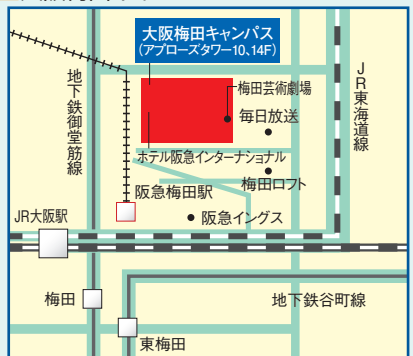 大阪梅田キャンパス
(アプローズタワー10、14F)
地下鉄御堂筋線
JR東海道線
梅田芸術劇場
毎日放送
ホテル阪急インターナショナル
阪急梅田駅
梅田ロフト
JR大阪駅
阪急イングス
梅田
地下鉄谷町線
東梅田